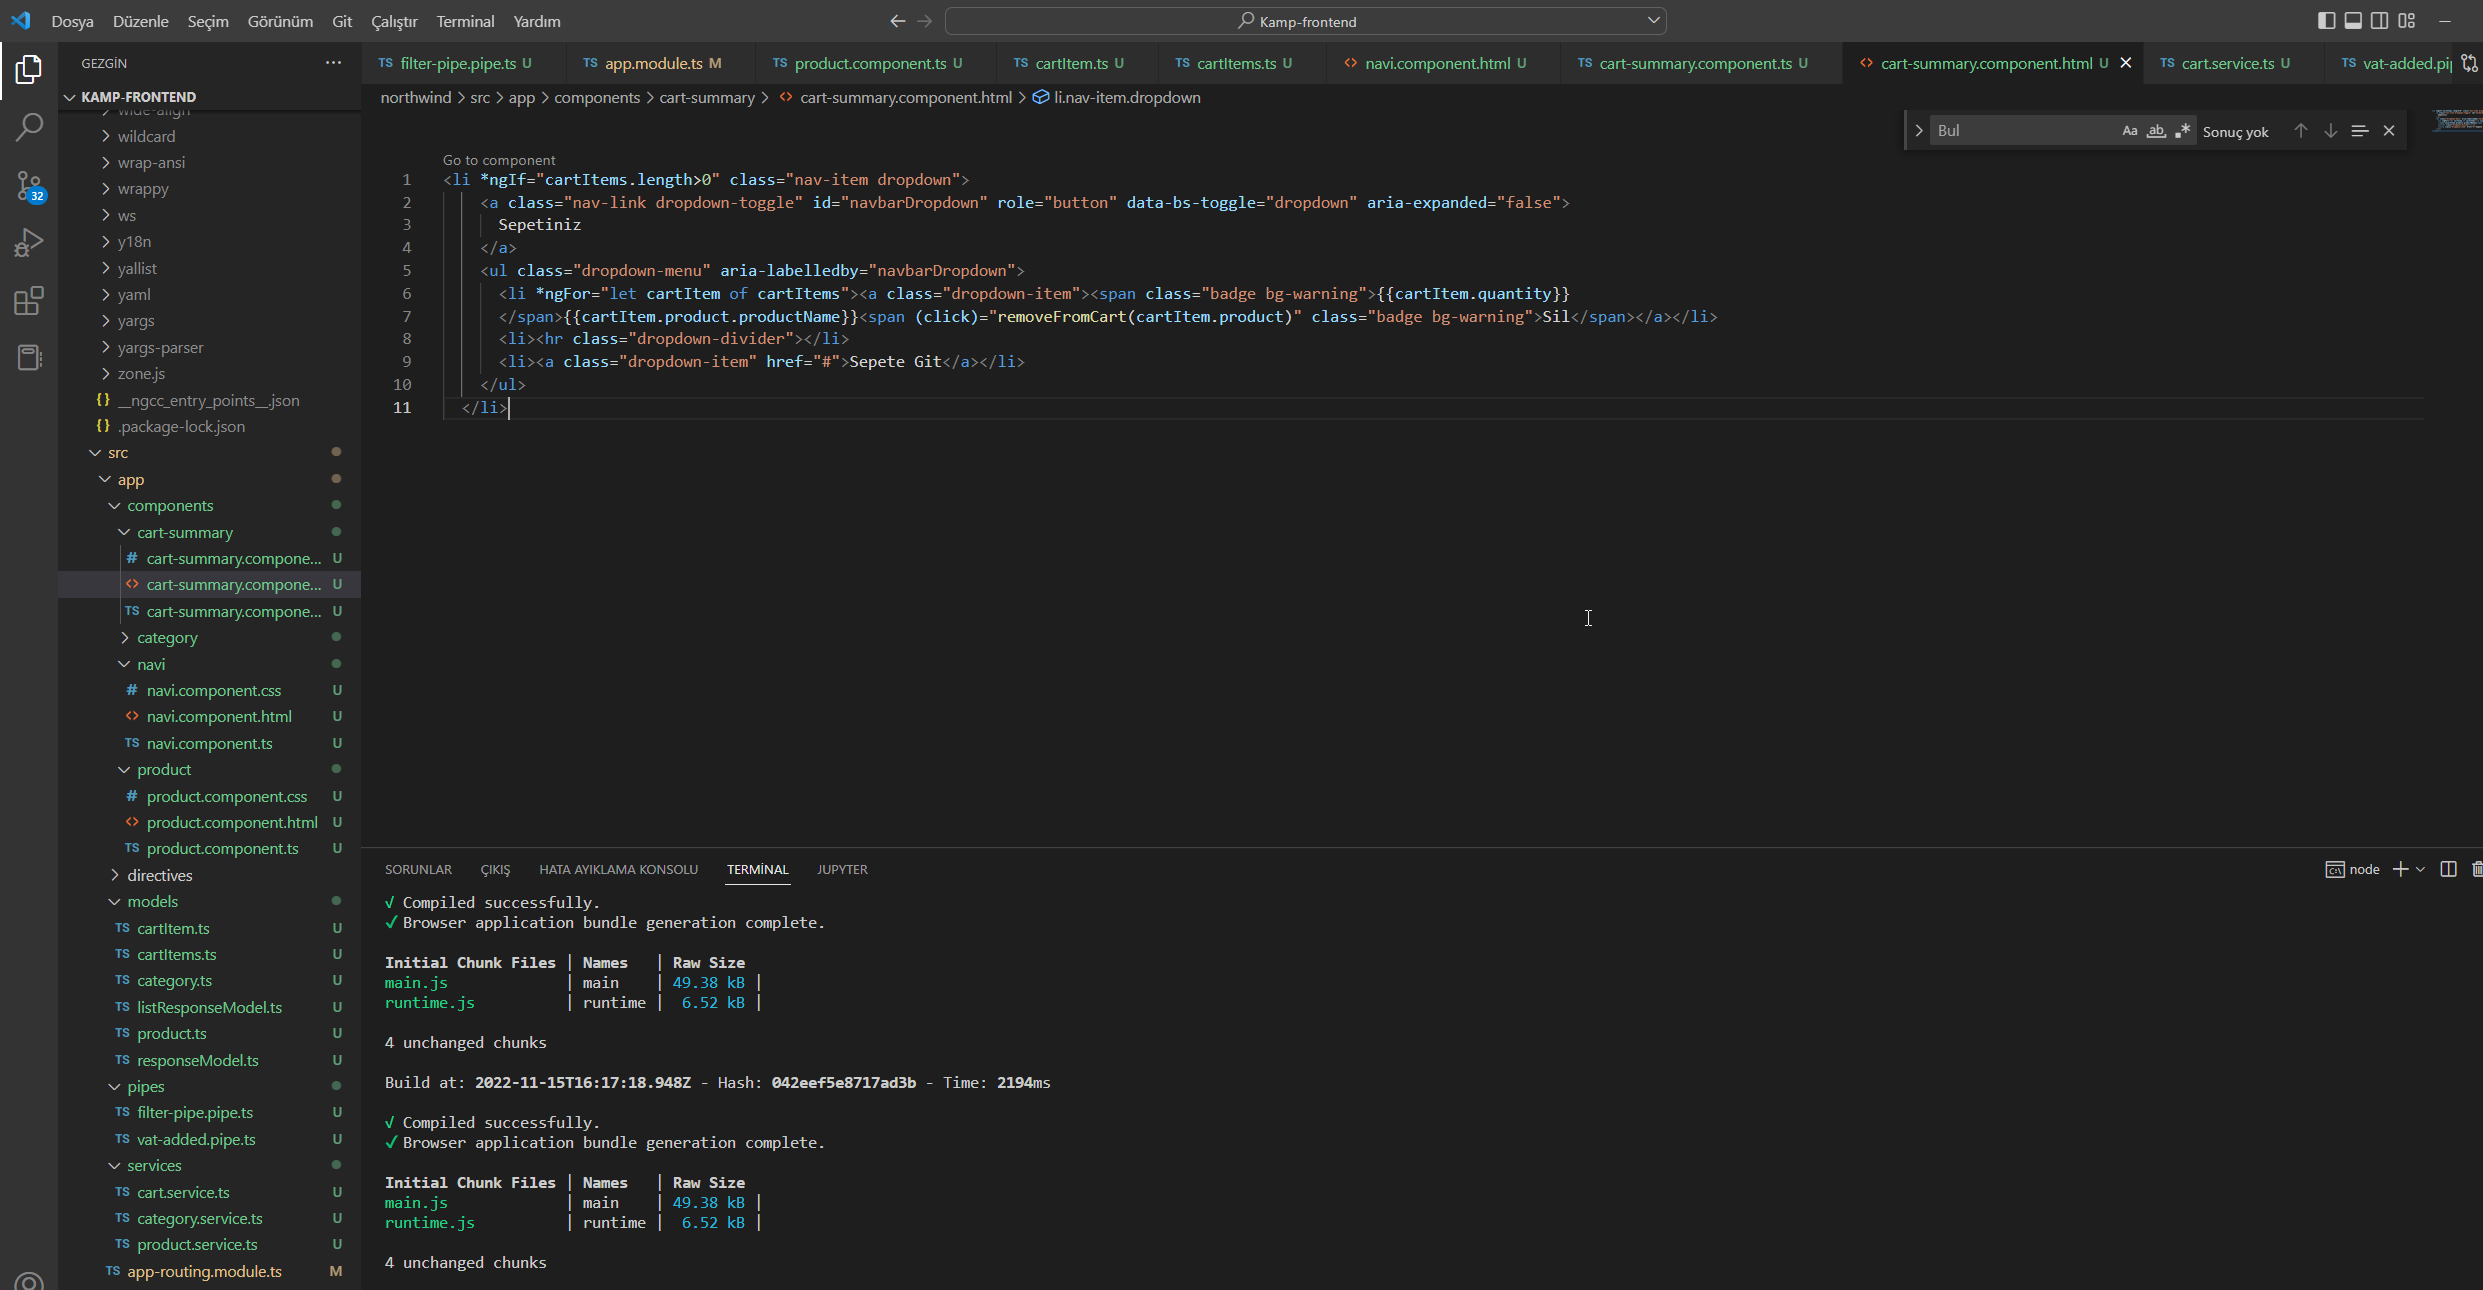 Dosya Düzenle Seçim Görünüm Git Çalıştır Terminal Yardım
Kamp-frontend
GEZGİN
KAMP-FRONTEND
wide-align
wildcard
wrap-ansi
wrappy
ws
y18n
yallist
yaml
yargs
yargs-parser
zone.js
{} __ngcc_entry_points__.json
{} .package-lock.json
src
app
components
cart-summary
# cart-summary.compone... U
<> cart-summary.compone... U
TS cart-summary.compone... U
category
navi
# navi.component.css U
<> navi.component.html U
TS navi.component.ts U
product
# product.component.css U
<> product.component.html U
TS product.component.ts U
directives
models
TS cartItem.ts U
TS cartItems.ts U
TS category.ts U
TS listResponseModel.ts U
TS product.ts U
TS responseModel.ts U
pipes
TS filter-pipe.pipe.ts U
TS vat-added.pipe.ts U
services
TS cart.service.ts U
TS category.service.ts U
TS product.service.ts U
TS app-routing.module.ts M
32
TS filter-pipe.pipe.ts U TS app.module.ts M TS product.component.ts U TS cartItem.ts U TS cartItems.ts U <> navi.component.html U TS cart-summary.component.ts U <> cart-summary.component.html U TS cart.service.ts U TS vat-added.pi
northwind > src > app > components > cart-summary > <> cart-summary.component.html > li.nav-item.dropdown
Bul Aa ab .* Sonuç yok
Go to component
1 <li *ngIf="cartItems.length>0" class="nav-item dropdown">
2 <a class="nav-link dropdown-toggle" id="navbarDropdown" role="button" data-bs-toggle="dropdown" aria-expanded="false">
3 Sepetiniz
4 </a>
5 <ul class="dropdown-menu" aria-labelledby="navbarDropdown">
6 <li *ngFor="let cartItem of cartItems"><a class="dropdown-item"><span class="badge bg-warning">{{cartItem.quantity}}
7 </span>{{cartItem.product.productName}}<span (click)="removeFromCart(cartItem.product)" class="badge bg-warning">Sil</span></a></li>
8 <li><hr class="dropdown-divider"></li>
9 <li><a class="dropdown-item" href="#">Sepete Git</a></li>
10 </ul>
11 </li>
SORUNLAR ÇIKIŞ HATA AYIKLAMA KONSOLU TERMİNAL JUPYTER
node
√ Compiled successfully.
✓ Browser application bundle generation complete.
Initial Chunk Files | Names | Raw Size
main.js | main | 49.38 kB |
runtime.js | runtime | 6.52 kB |
4 unchanged chunks
Build at: 2022-11-15T16:17:18.948Z - Hash: 042eef5e8717ad3b - Time: 2194ms
√ Compiled successfully.
✓ Browser application bundle generation complete.
Initial Chunk Files | Names | Raw Size
main.js | main | 49.38 kB |
runtime.js | runtime | 6.52 kB |
4 unchanged chunks